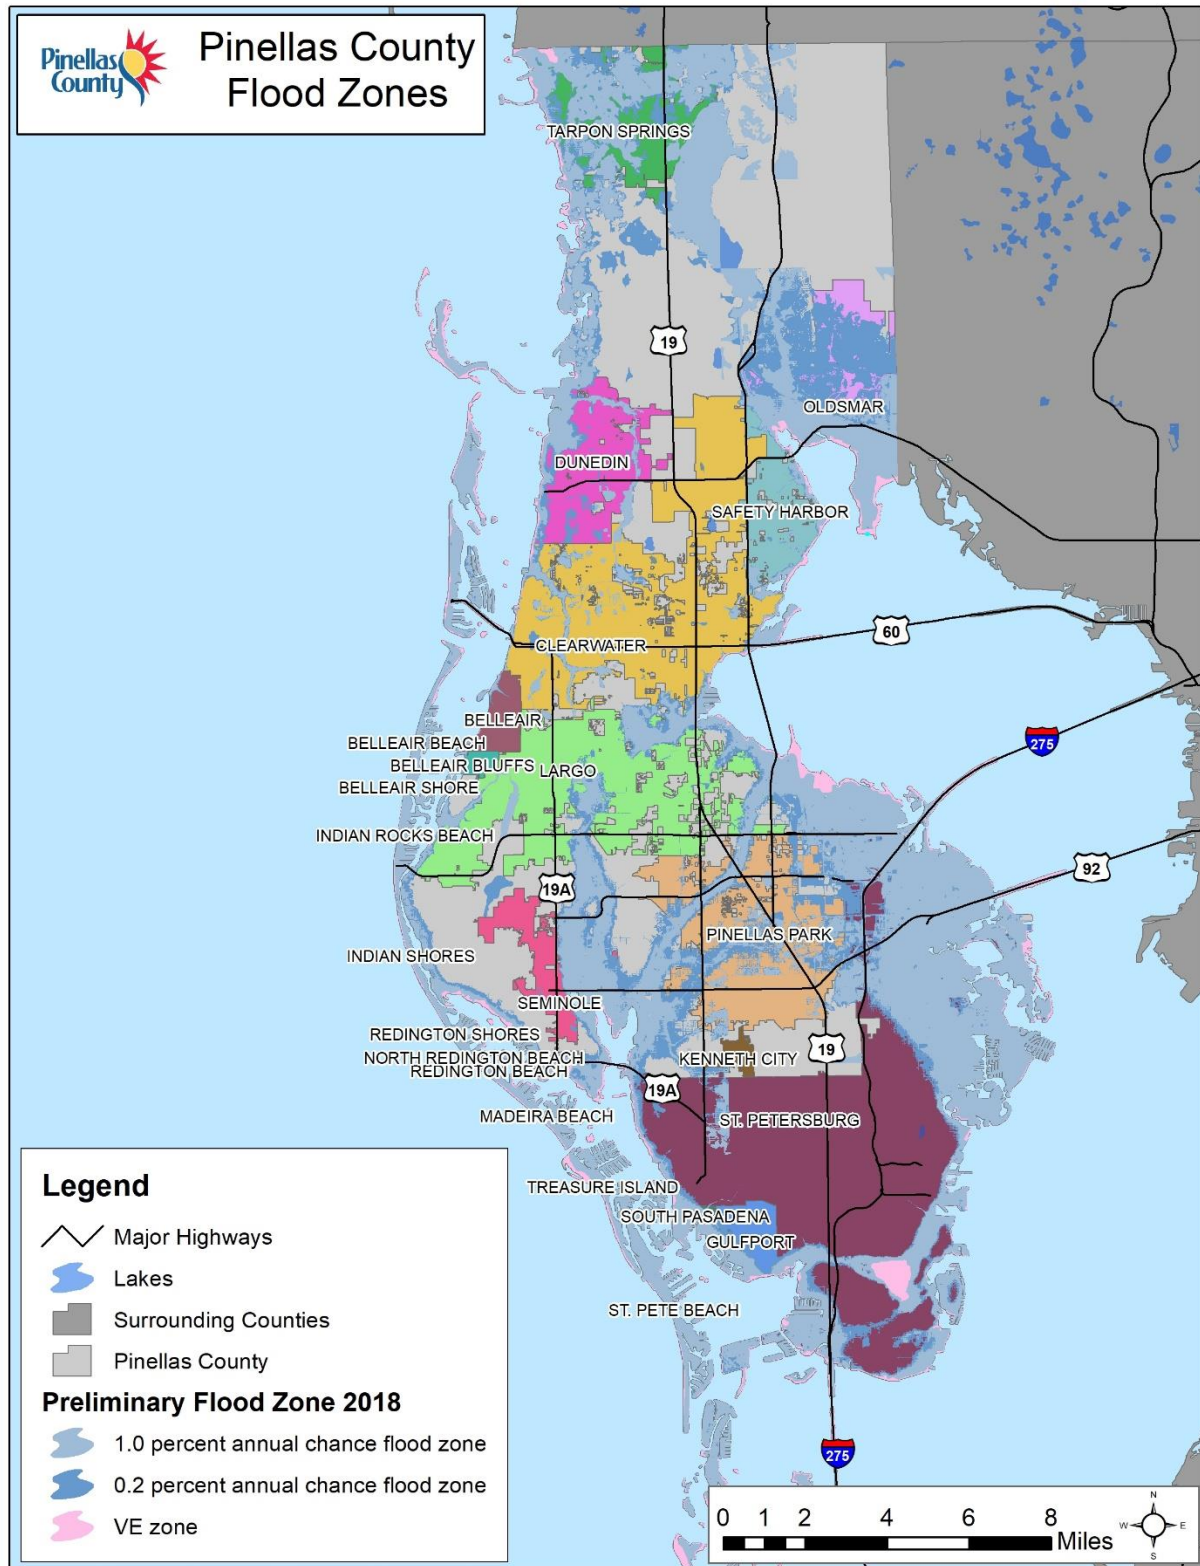 Pinellas
County
Pinellas County
Flood Zones
TARPON SPRINGS
19
OLDSMAR
DUNEDIN
SAFETY HARBOR
60
CLEARWATER
BELLEAIR
BELLEAIR BEACH
275
BELLEAIR BLUFFS
LARGO
BELLEAIR SHORE
INDIAN ROCKS BEACH
92
19A
PINELLAS PARK
INDIAN SHORES
SEMINOLE
REDINGTON SHORES
NORTH REDINGTON BEACH
KENNETH CITY
19
REDINGTON BEACH
19A
MADEIRA BEACH
ST. PETERSBURG
TREASURE ISLAND
SOUTH PASADENA
GULFPORT
ST. PETE BEACH
275
Legend
Major Highways
Lakes
Surrounding Counties
Pinellas County
Preliminary Flood Zone 2018
1.0 percent annual chance flood zone
0.2 percent annual chance flood zone
VE zone
0 1 2 4 6 8
Miles
N
W E
S